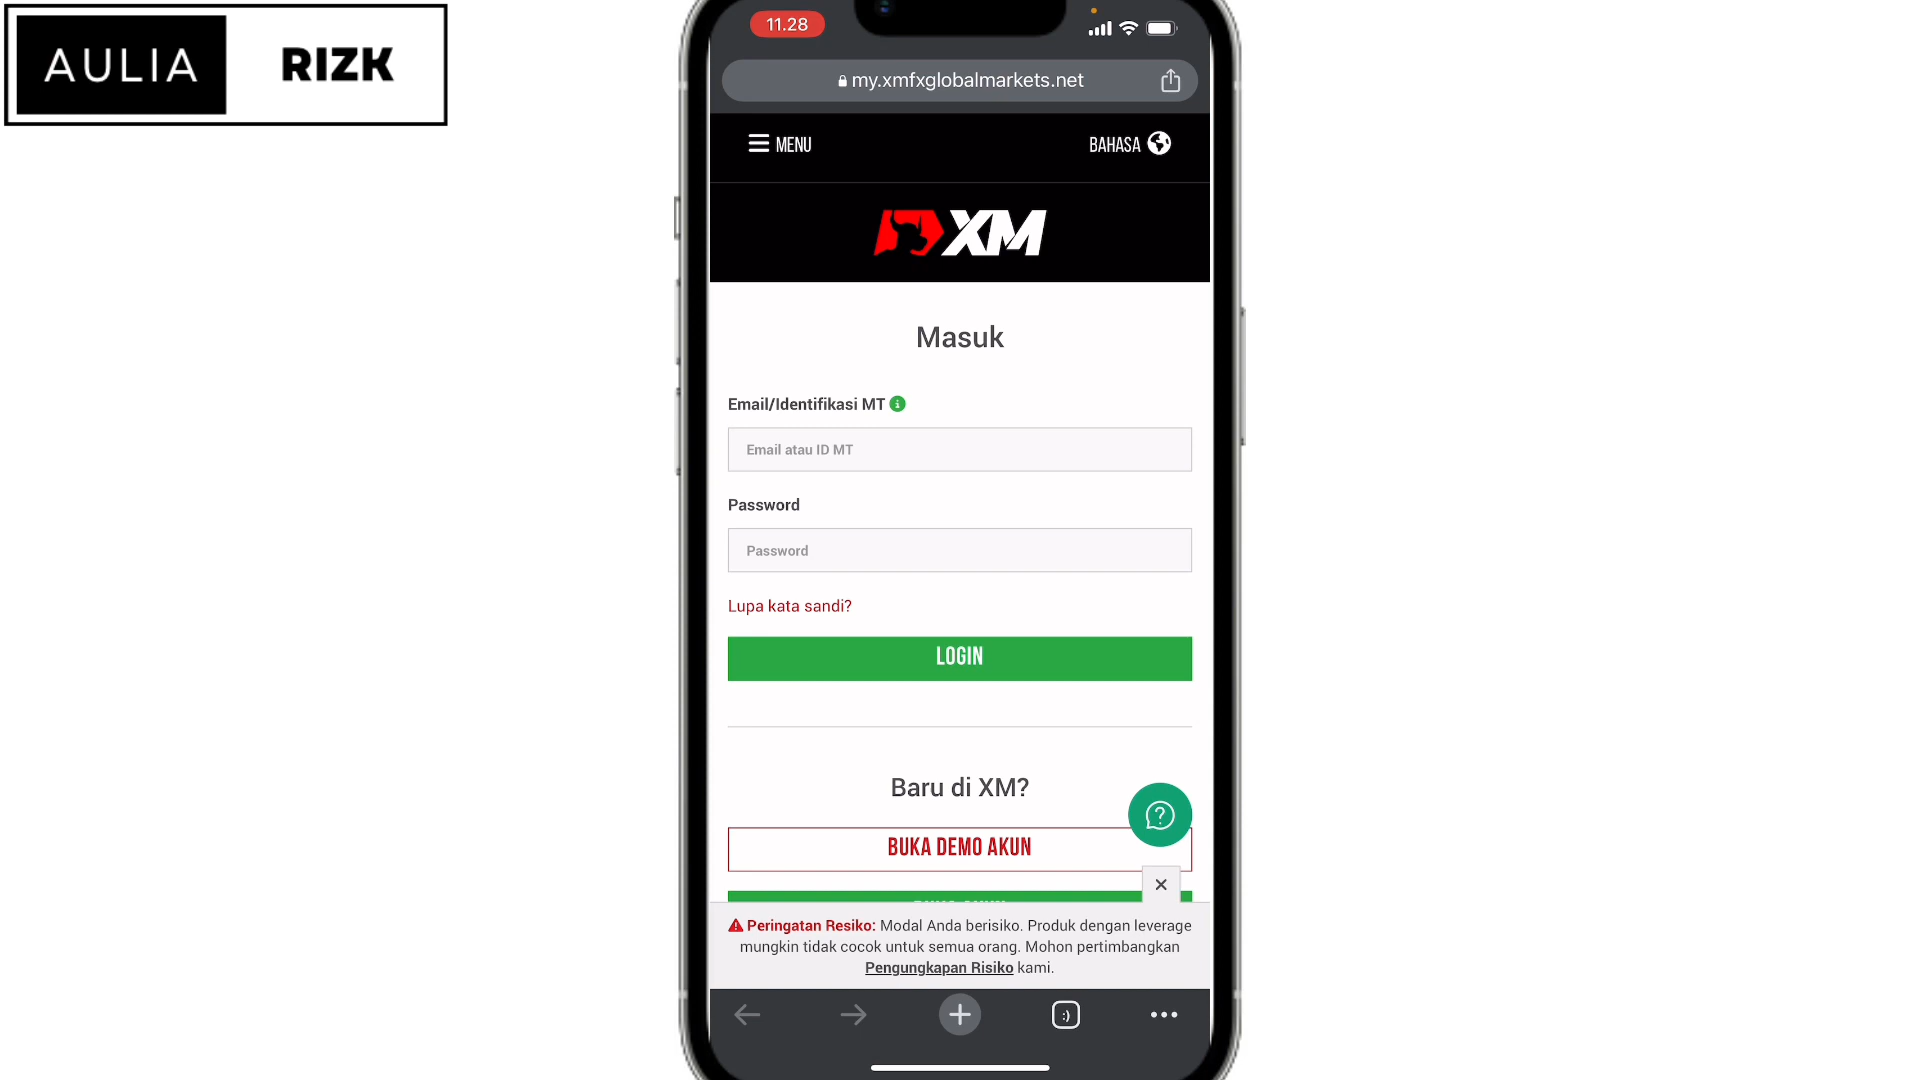 AULIA RIZK
11.28
my.xmfxglobalmarkets.net
MENU
BAHASA
XM
Masuk
Email/Identifikasi MT
Email atau ID MT
Password
Password
Lupa kata sandi?
LOGIN
Baru di XM?
BUKA DEMO AKUN
Peringatan Resiko: Modal Anda berisiko. Produk dengan leverage
mungkin tidak cocok untuk semua orang. Mohon pertimbangkan
Pengungkapan Risiko kami.
:)